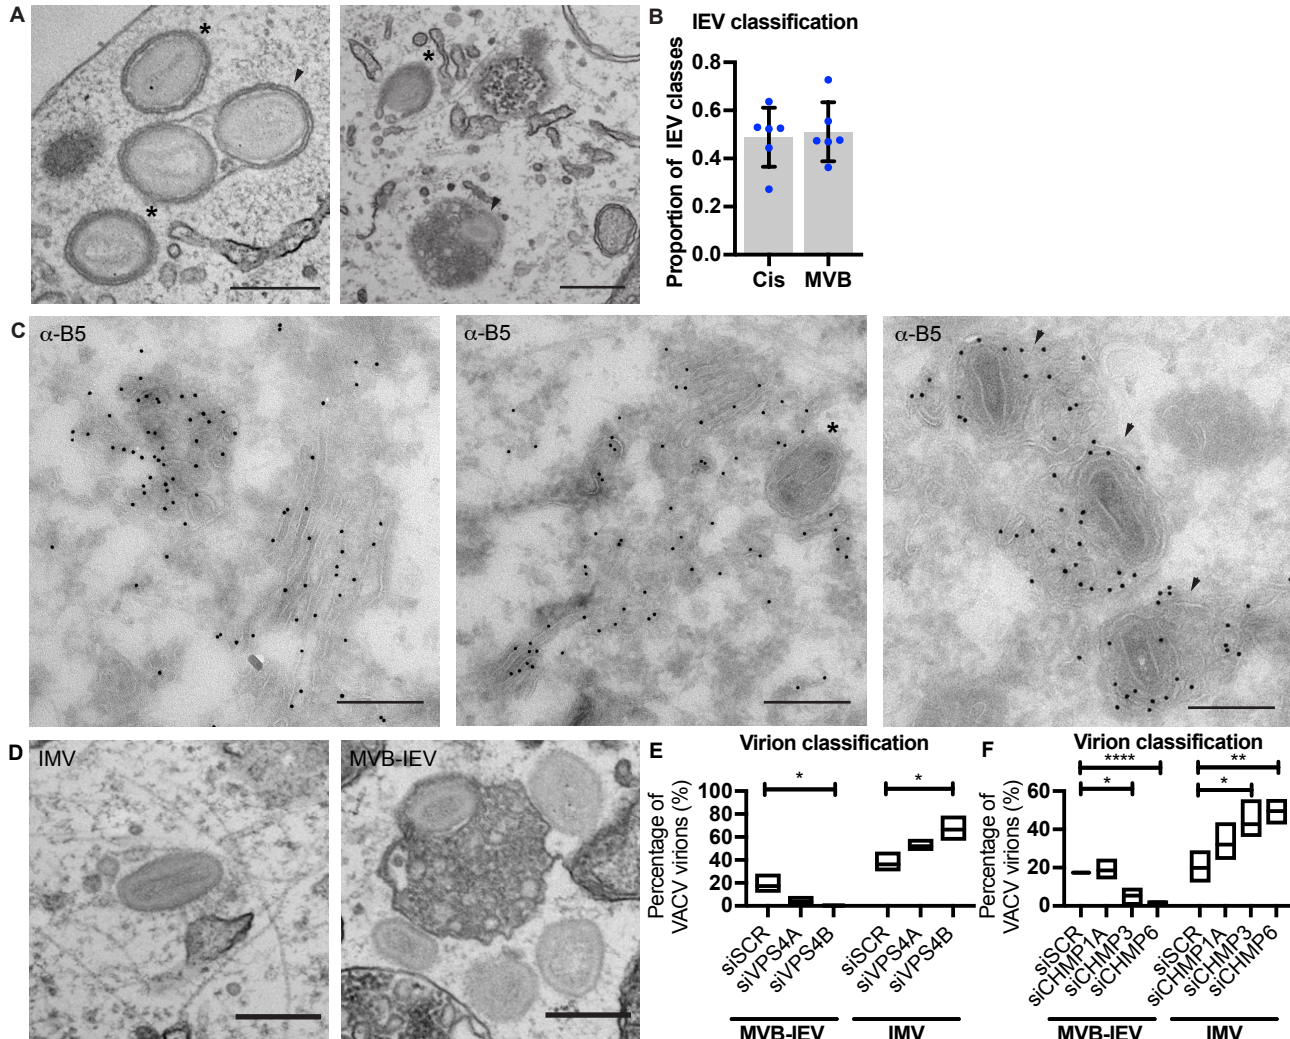 A
*
*
*
B
IEV classification
Proportion of IEV classes
0.8
0.6
0.4
0.2
0.0
Cis
MVB
C
α-B5
α-B5
*
α-B5
D
IMV
MVB-IEV
E
Virion classification
Percentage of
VACV virions (%)
100
80
60
40
20
0
*
*
siSCR
siVPS4A
siVPS4B
siSCR
siVPS4A
siVPS4B
MVB-IEV
IMV
F
Virion classification
Percentage of
VACV virions (%)
60
40
20
0
****
*
**
*
siSCR
siCHMP1A
siCHMP3
siCHMP6
siSCR
siCHMP1A
siCHMP3
siCHMP6
MVB-IEV
IMV